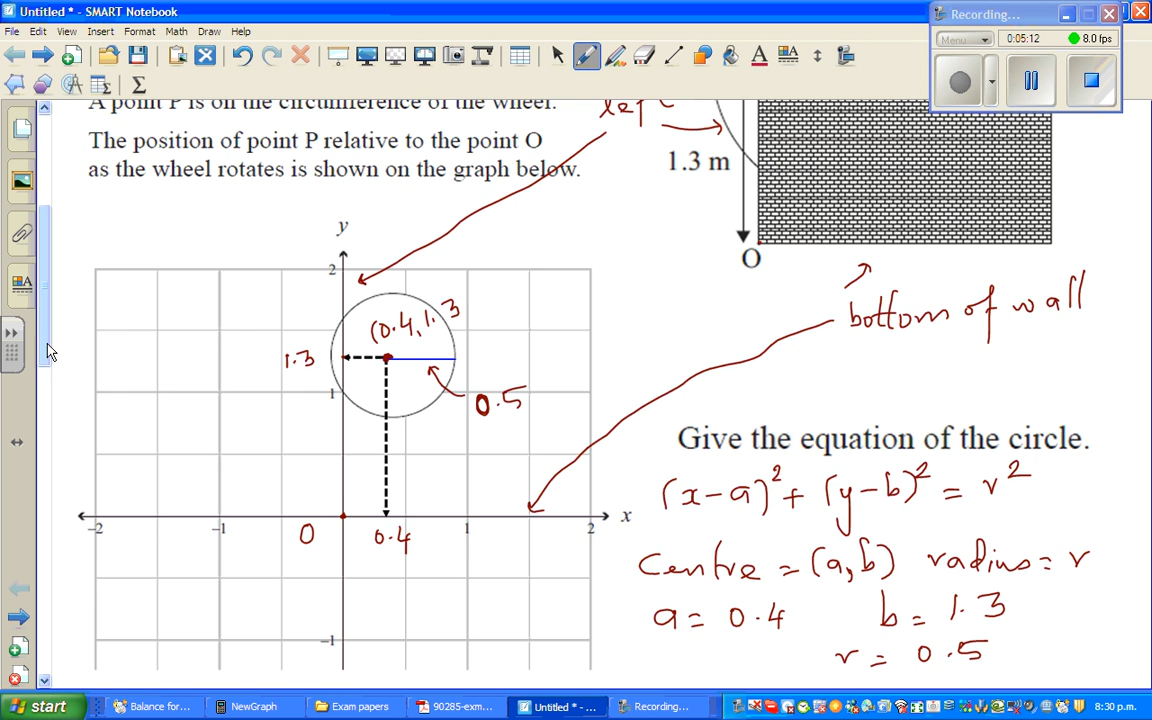 Untitled * - SMART Notebook
Recording...
File Edit View Insert Format Math Draw Help
Menu
0:05:12
8.0 fps
A point P is on the circumference of the wheel.
left
The position of point P relative to the point O
as the wheel rotates is shown on the graph below.
1.3 m
O
y
2
(0.4, 1.3
1.3
1
0.5
bottom of wall
Give the equation of the circle.
(x-a)² + (y-b)² = r²
-2
-1
O
0.4
1
2
x
centre = (a,b) radius = r
a = 0.4 b = 1.3
r = 0.5
-1
start
Balance for...
NewGraph
Exam papers
90285-exm...
Untitled * - ...
Recording...
8:30 p.m.